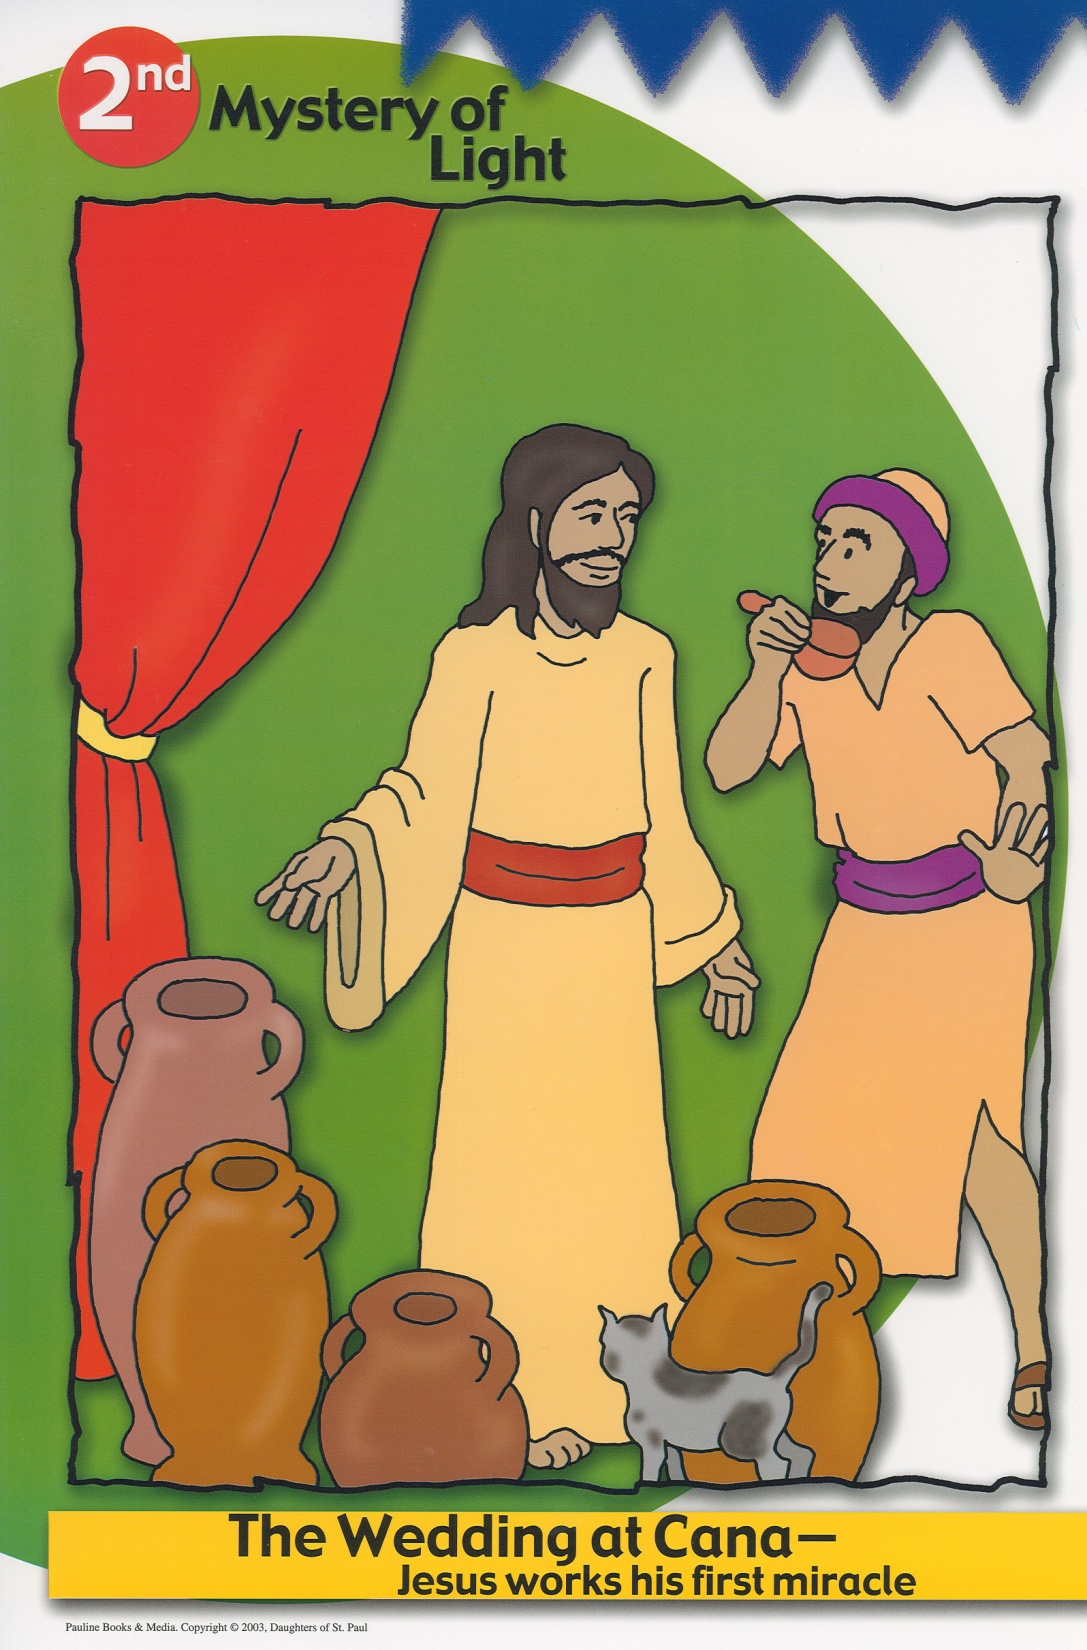 2nd
Mystery of
Light
The Wedding at Cana—
Jesus works his first miracle
Pauline Books & Media. Copyright © 2003, Daughters of St. Paul